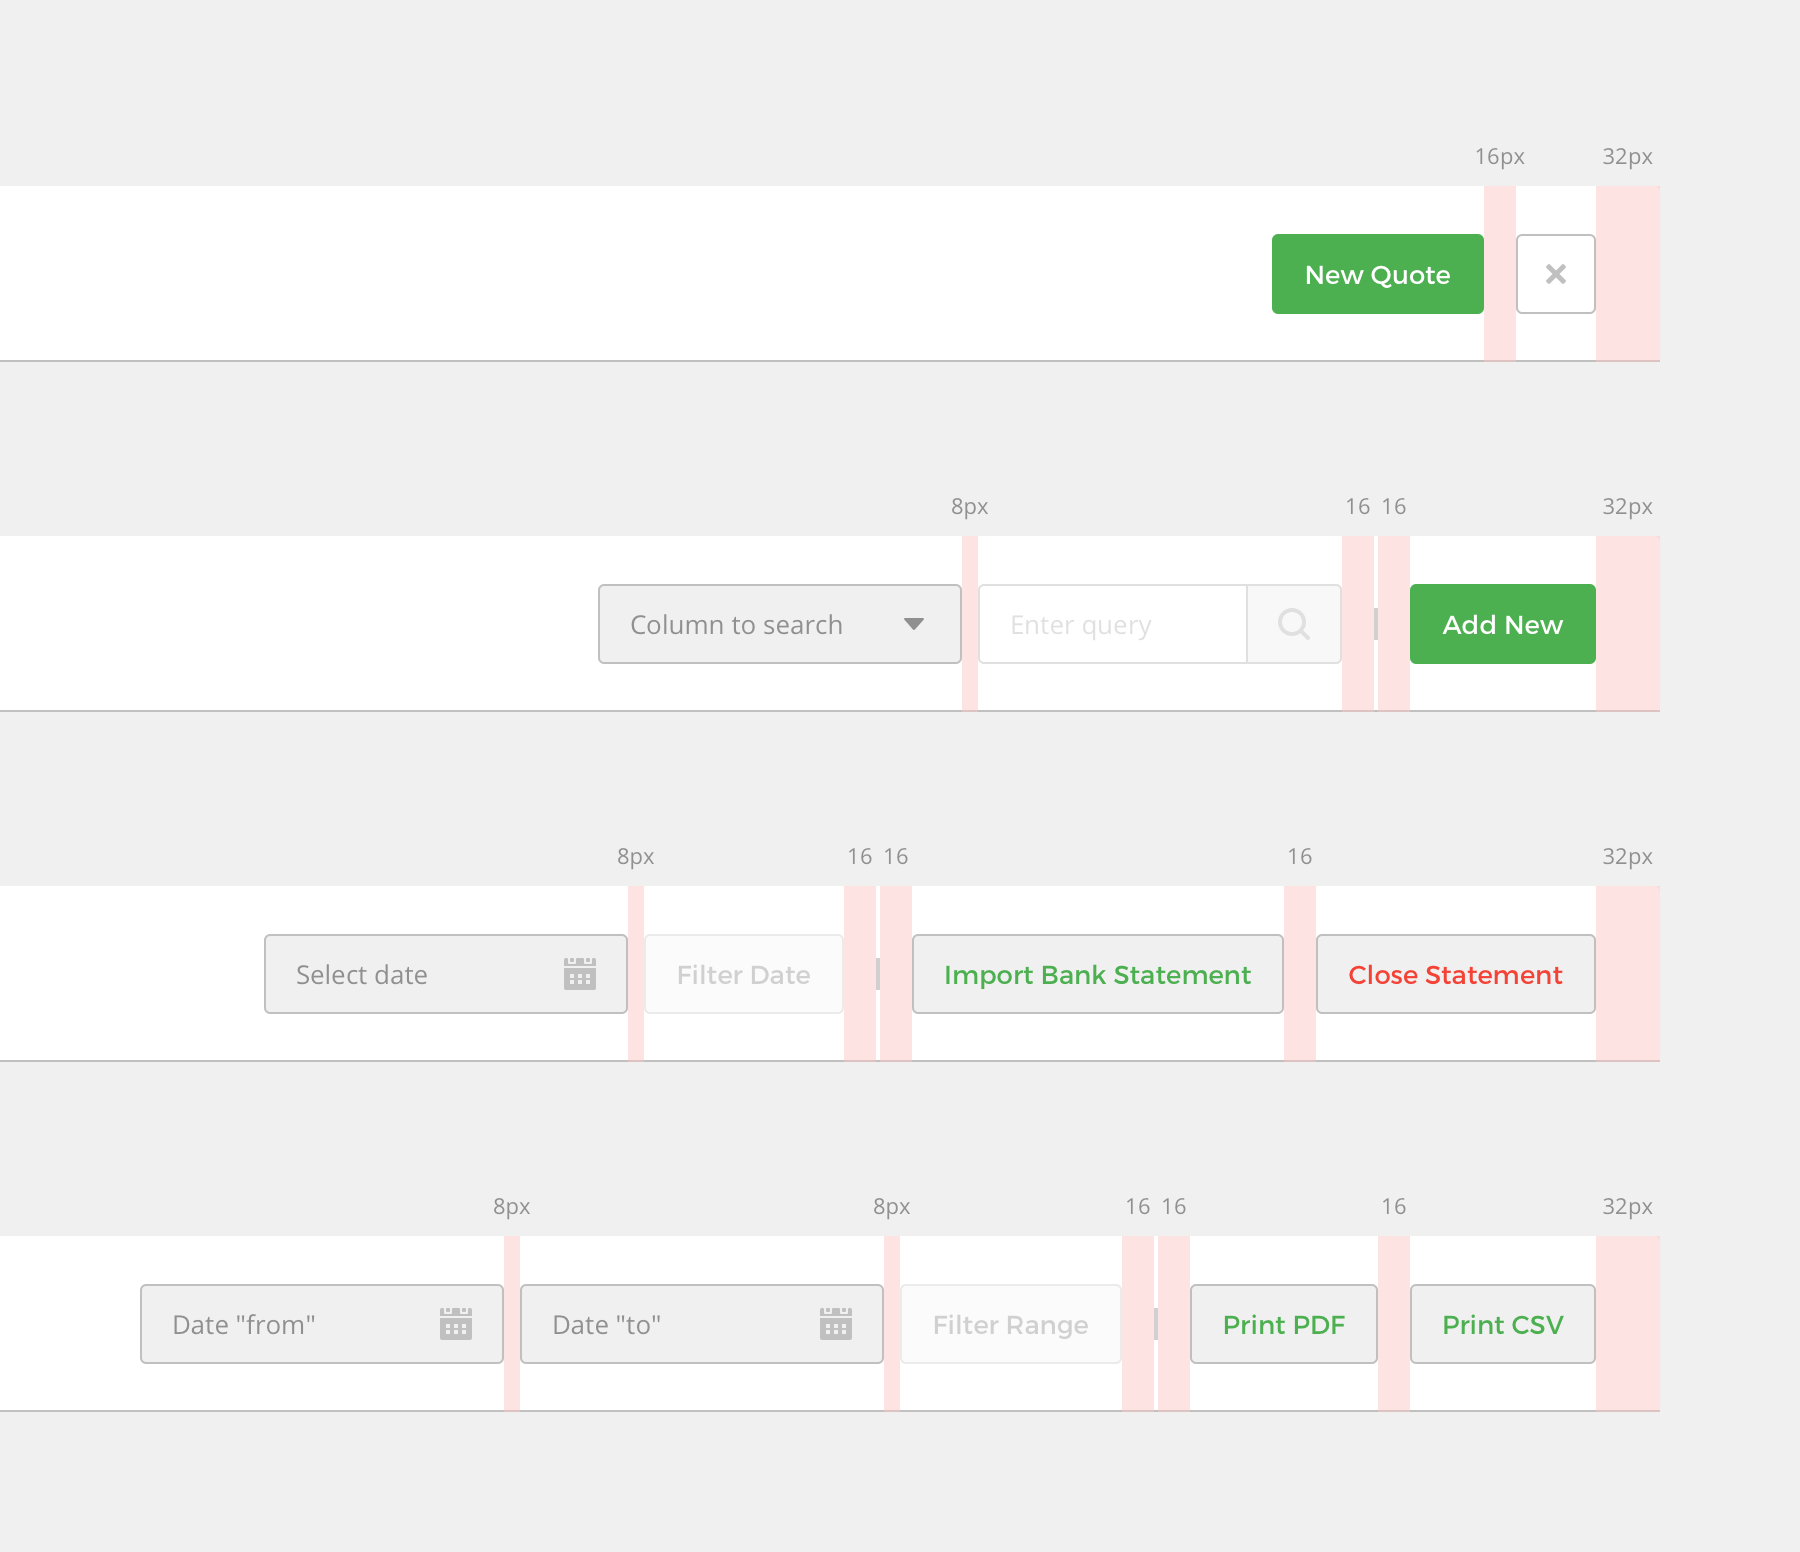 16px 32px
New Quote
8px 16 16 32px
Column to search Enter query Add New
8px 16 16 16 32px
Select date Filter Date Import Bank Statement Close Statement
8px 8px 16 16 16 32px
Date "from" Date "to" Filter Range Print PDF Print CSV